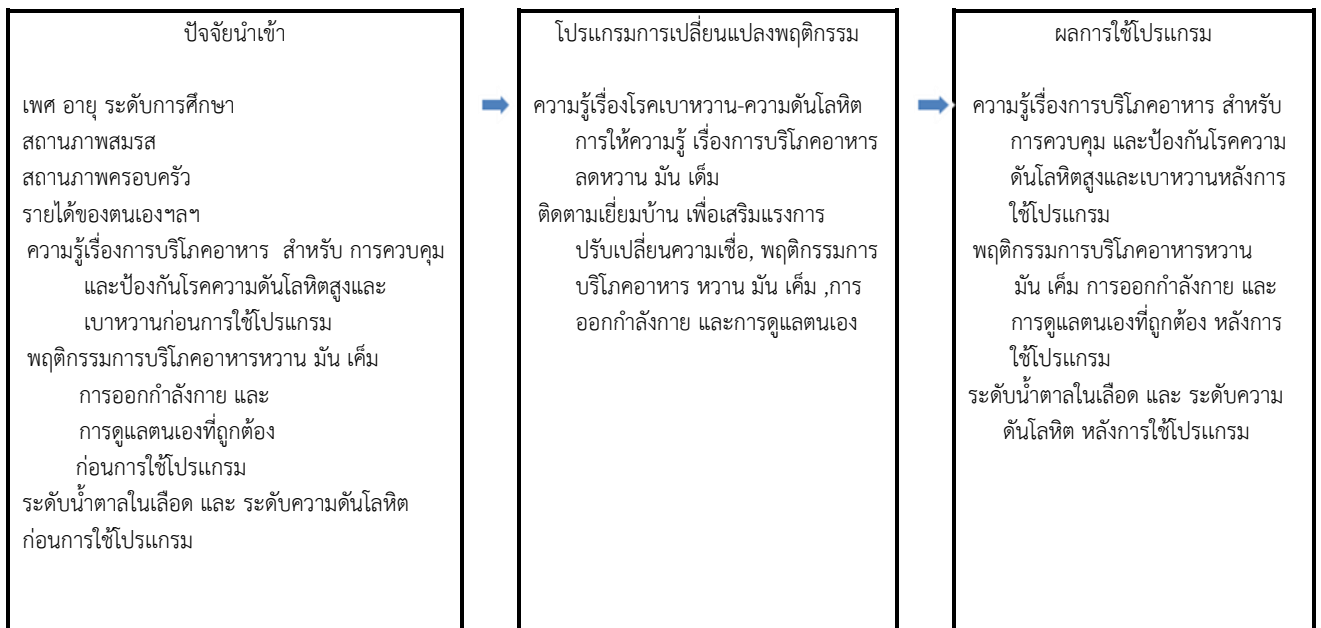 ปัจจัยนำเข้า
เพศ อายุ ระดับการศึกษา
สถานภาพสมรส
สถานภาพครอบครัว
รายได้ของตนเองฯลฯ
ความรู้เรื่องการบริโภคอาหาร สำหรับ การควบคุม
และป้องกันโรคความดันโลหิตสูงและ
เบาหวานก่อนการใช้โปรแกรม
พฤติกรรมการบริโภคอาหารหวาน มัน เค็ม
การออกกำลังกาย และ
การดูแลตนเองที่ถูกต้อง
ก่อนการใช้โปรแกรม
ระดับน้ำตาลในเลือด และ ระดับความดันโลหิต
ก่อนการใช้โปรแกรม
โปรแกรมการเปลี่ยนแปลงพฤติกรรม
ความรู้เรื่องโรคเบาหวาน-ความดันโลหิต
การให้ความรู้ เรื่องการบริโภคอาหาร
ลดหวาน มัน เด็ม
ติดตามเยี่ยมบ้าน เพื่อเสริมแรงการ
ปรับเปลี่ยนความเชื่อ, พฤติกรรมการ
บริโภคอาหาร หวาน มัน เค็ม ,การ
ออกกำลังกาย และการดูแลตนเอง
ผลการใช้โปรแกรม
ความรู้เรื่องการบริโภคอาหาร สำหรับ
การควบคุม และป้องกันโรคความ
ดันโลหิตสูงและเบาหวานหลังการ
ใช้โปรแกรม
พฤติกรรมการบริโภคอาหารหวาน
มัน เค็ม การออกกำลังกาย และ
การดูแลตนเองที่ถูกต้อง หลังการ
ใช้โปรแกรม
ระดับน้ำตาลในเลือด และ ระดับความ
ดันโลหิต หลังการใช้โปรแกรม